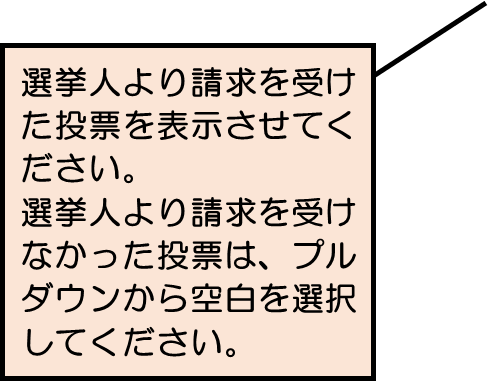 選挙人より請求を受け
た投票を表示させてく
ださい。
選挙人より請求を受け
なかった投票は、プル
ダウンから空白を選択
してください。